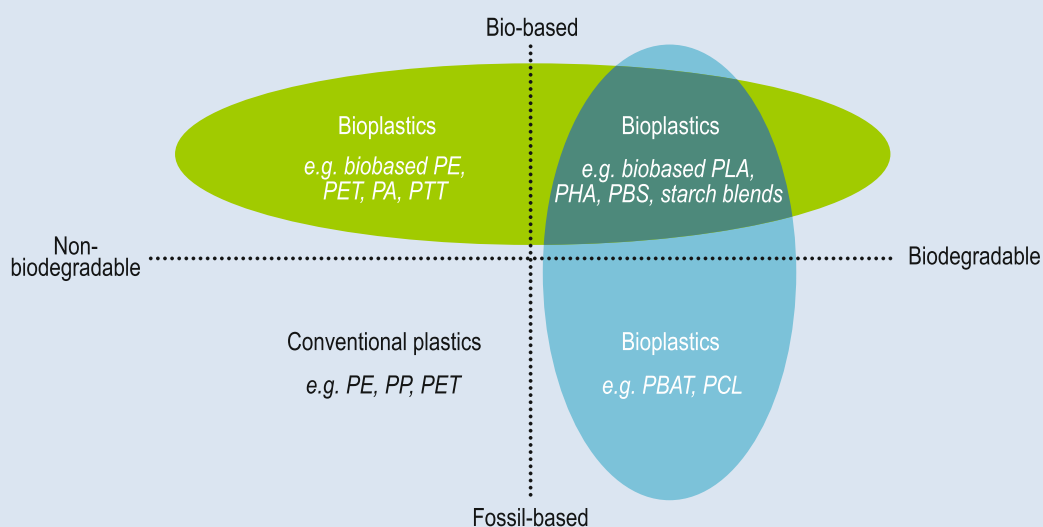 Bio-based
Bioplastics
e.g. biobased PE,
PET, PA, PTT
Bioplastics
e.g. biobased PLA,
PHA, PBS, starch blends
Non-
biodegradable
Biodegradable
Conventional plastics
e.g. PE, PP, PET
Bioplastics
e.g. PBAT, PCL
Fossil-based